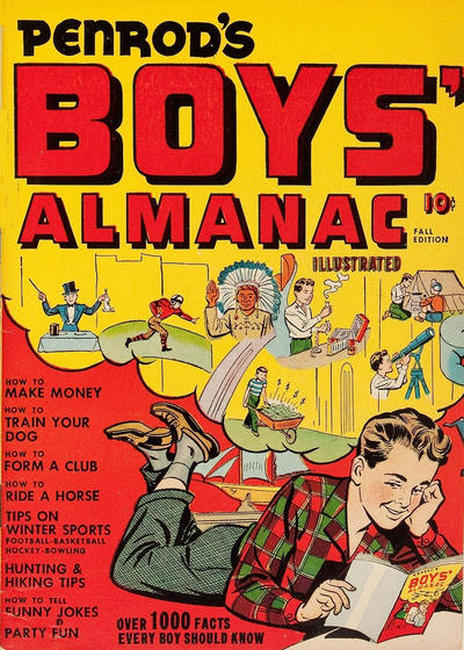 PENROD'S
BOYS'
ALMANAC
10¢
FALL
EDITION
ILLUSTRATED
HOW TO
MAKE MONEY
HOW TO
TRAIN YOUR
DOG
HOW TO
FORM A CLUB
HOW TO
RIDE A HORSE
TIPS ON
WINTER SPORTS
FOOTBALL-BASKETBALL
HOCKEY-BOWLING
HUNTING &
HIKING TIPS
HOW TO TELL
FUNNY JOKES
PARTY FUN
OVER 1000 FACTS
EVERY BOY SHOULD KNOW
BOYS'
ALMANAC